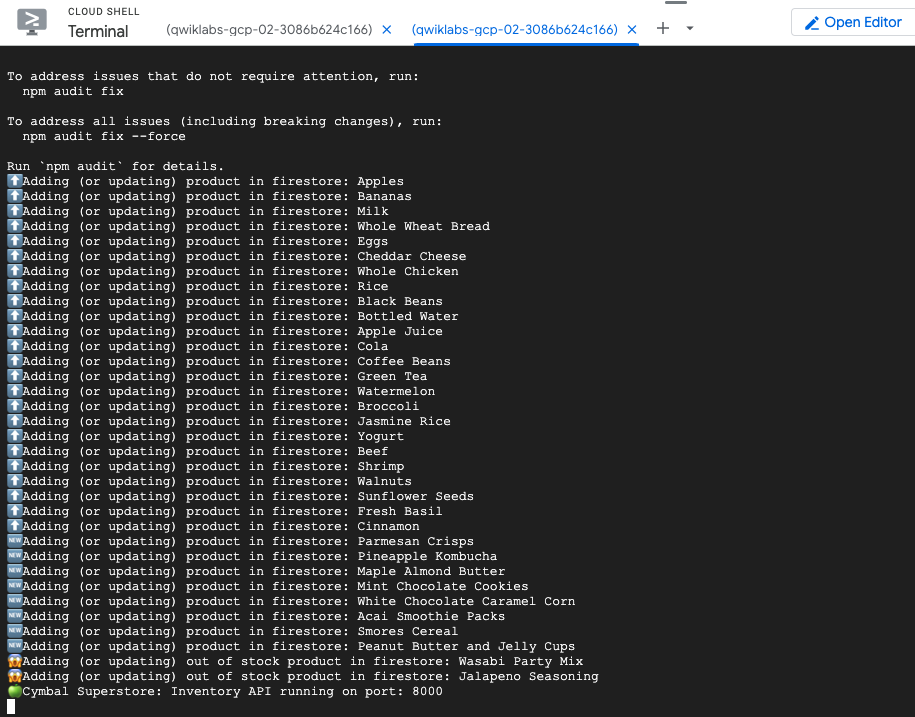 CLOUD SHELL
Terminal
(qwiklabs-gcp-02-3086b624c166)
(qwiklabs-gcp-02-3086b624c166)
Open Editor
To address issues that do not require attention, run:
  npm audit fix
To address all issues (including breaking changes), run:
  npm audit fix --force
Run `npm audit` for details.
⬆️Adding (or updating) product in firestore: Apples
⬆️Adding (or updating) product in firestore: Bananas
⬆️Adding (or updating) product in firestore: Milk
⬆️Adding (or updating) product in firestore: Whole Wheat Bread
⬆️Adding (or updating) product in firestore: Eggs
⬆️Adding (or updating) product in firestore: Cheddar Cheese
⬆️Adding (or updating) product in firestore: Whole Chicken
⬆️Adding (or updating) product in firestore: Rice
⬆️Adding (or updating) product in firestore: Black Beans
⬆️Adding (or updating) product in firestore: Bottled Water
⬆️Adding (or updating) product in firestore: Apple Juice
⬆️Adding (or updating) product in firestore: Cola
⬆️Adding (or updating) product in firestore: Coffee Beans
⬆️Adding (or updating) product in firestore: Green Tea
⬆️Adding (or updating) product in firestore: Watermelon
⬆️Adding (or updating) product in firestore: Broccoli
⬆️Adding (or updating) product in firestore: Jasmine Rice
⬆️Adding (or updating) product in firestore: Yogurt
⬆️Adding (or updating) product in firestore: Beef
⬆️Adding (or updating) product in firestore: Shrimp
⬆️Adding (or updating) product in firestore: Walnuts
⬆️Adding (or updating) product in firestore: Sunflower Seeds
⬆️Adding (or updating) product in firestore: Fresh Basil
⬆️Adding (or updating) product in firestore: Cinnamon
🆕Adding (or updating) product in firestore: Parmesan Crisps
🆕Adding (or updating) product in firestore: Pineapple Kombucha
🆕Adding (or updating) product in firestore: Maple Almond Butter
🆕Adding (or updating) product in firestore: Mint Chocolate Cookies
🆕Adding (or updating) product in firestore: White Chocolate Caramel Corn
🆕Adding (or updating) product in firestore: Acai Smoothie Packs
🆕Adding (or updating) product in firestore: Smores Cereal
🆕Adding (or updating) product in firestore: Peanut Butter and Jelly Cups
😱Adding (or updating) out of stock product in firestore: Wasabi Party Mix
😱Adding (or updating) out of stock product in firestore: Jalapeno Seasoning
🍏Cymbal Superstore: Inventory API running on port: 8000